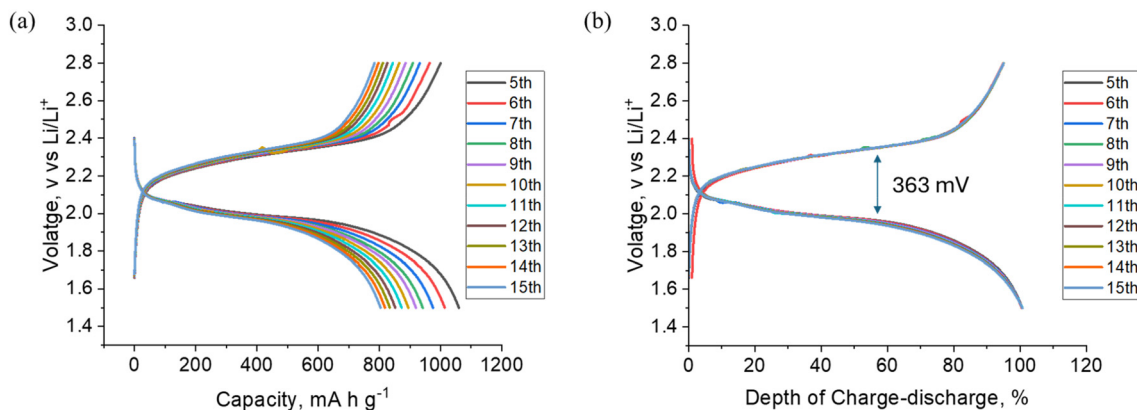 (a)
3.0
2.8
2.6
2.4
2.2
2.0
1.8
1.6
1.4
Volatge, v vs Li/Li⁺
0 200 400 600 800 1000 1200
Capacity, mA h g⁻¹
5th
6th
7th
8th
9th
10th
11th
12th
13th
14th
15th
(b)
3.0
2.8
2.6
2.4
2.2
2.0
1.8
1.6
1.4
Volatge, v vs Li/Li⁺
363 mV
0 20 40 60 80 100 120
Depth of Charge-discharge, %
5th
6th
7th
8th
9th
10th
11th
12th
13th
14th
15th